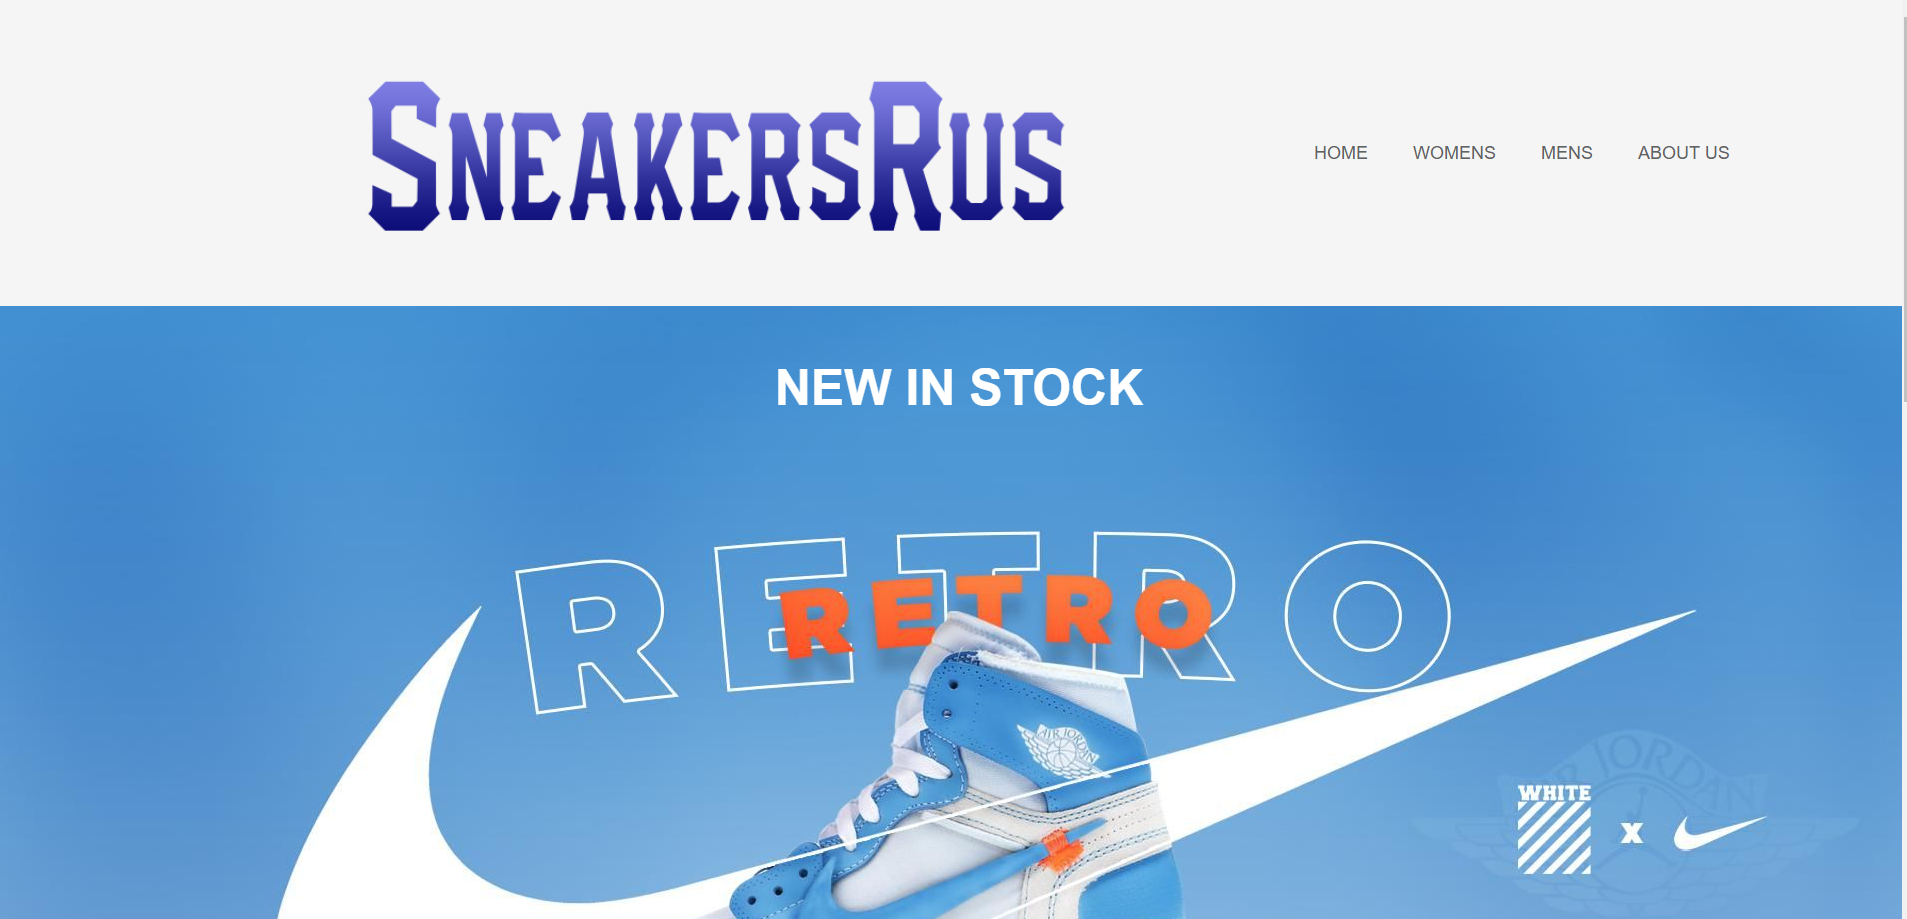 SNEAKERSRUS
HOME WOMENS MENS ABOUT US
NEW IN STOCK
RETRO
RETRO
AIR JORDAN
AIR JORDAN
WHITE
X